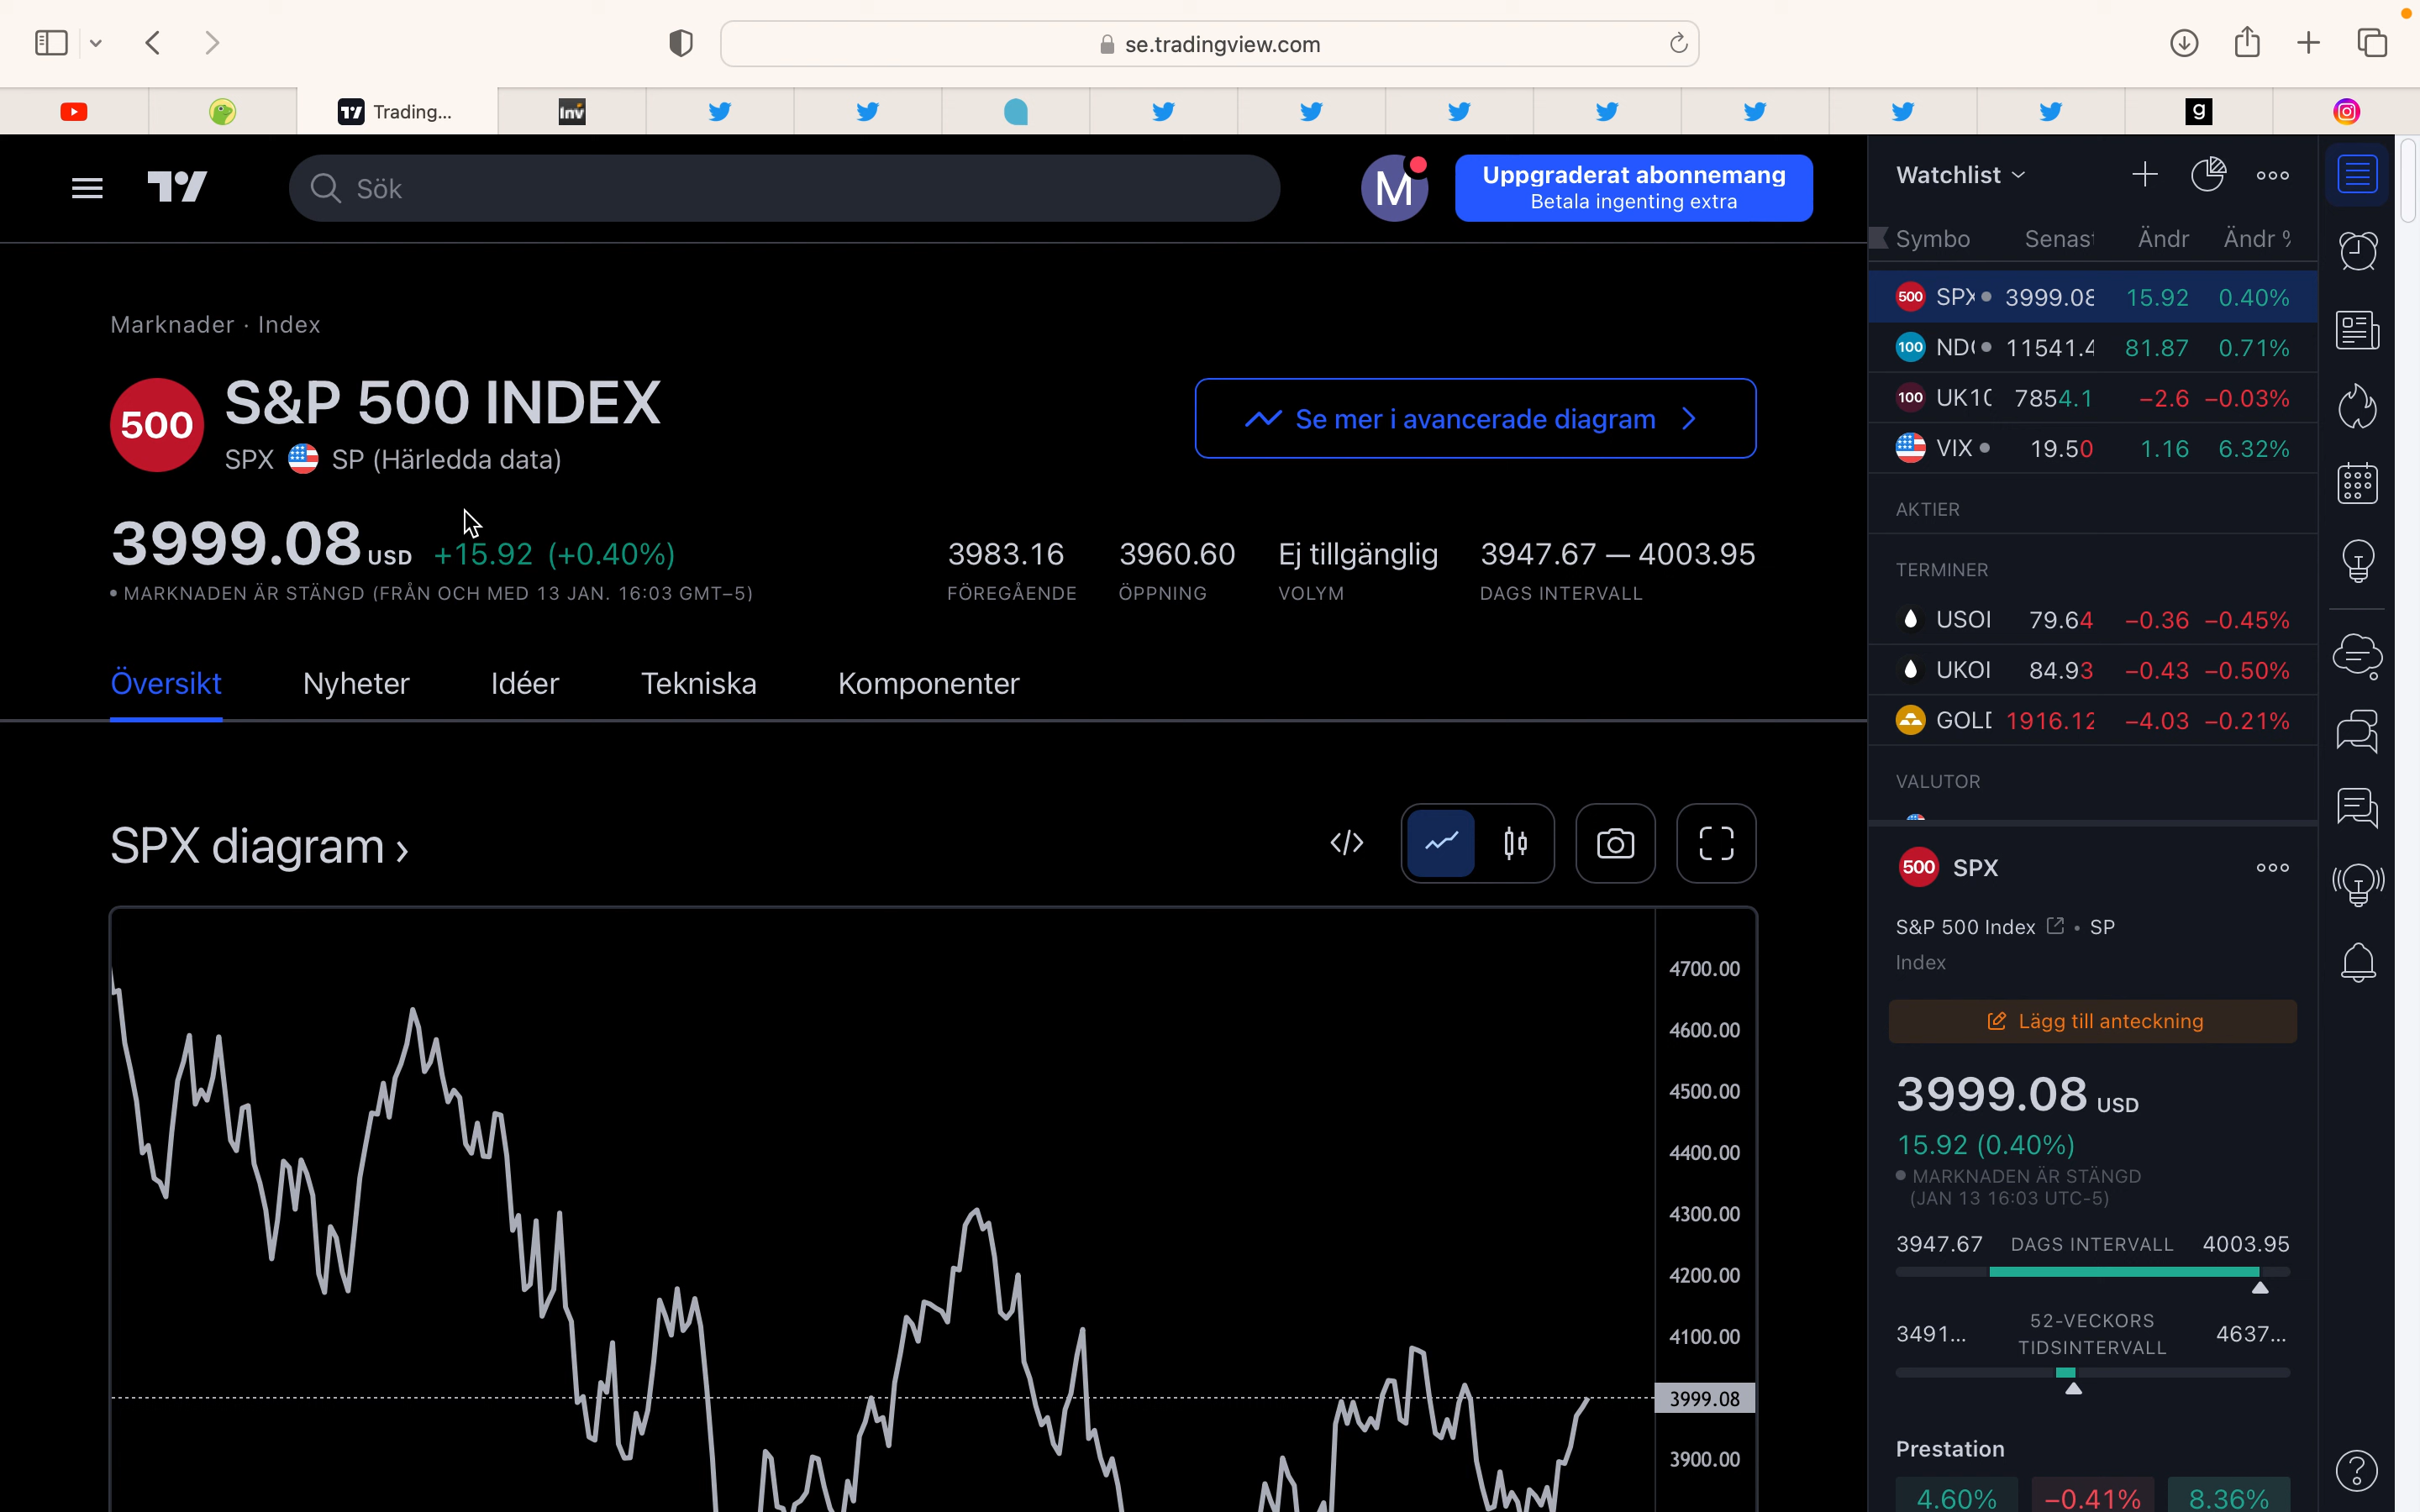 se.tradingview.com
Trading...
Inv
g
Sök
M
Uppgraderat abonnemang
Betala ingenting extra
Marknader · Index
500
S&P 500 INDEX
SPX SP (Härledda data)
Se mer i avancerade diagram
3999.08 USD +15.92 (+0.40%)
• MARKNADEN ÄR STÄNGD (FRÅN OCH MED 13 JAN. 16:03 GMT−5)
3983.16 3960.60 Ej tillgänglig 3947.67 — 4003.95
FÖREGÅENDE ÖPPNING VOLYM DAGS INTERVALL
Översikt Nyheter Idéer Tekniska Komponenter
SPX diagram ›
4700.00
4600.00
4500.00
4400.00
4300.00
4200.00
4100.00
3999.08
3900.00
Watchlist
Symbo Senas Ändr Ändr %
500 SPX 3999.08 15.92 0.40%
100 ND 11541.4 81.87 0.71%
100 UK1 7854.1 −2.6 −0.03%
VIX 19.50 1.16 6.32%
AKTIER
TERMINER
USOI 79.64 −0.36 −0.45%
UKOI 84.93 −0.43 −0.50%
GOL 1916.12 −4.03 −0.21%
VALUTOR
500 SPX
S&P 500 Index • SP
Index
Lägg till anteckning
3999.08 USD
15.92 (0.40%)
• MARKNADEN ÄR STÄNGD
(JAN 13 16:03 UTC-5)
3947.67 DAGS INTERVALL 4003.95
3491... 52-VECKORS TIDSINTERVALL 4637...
Prestation
4.60% −0.41% 8.36%